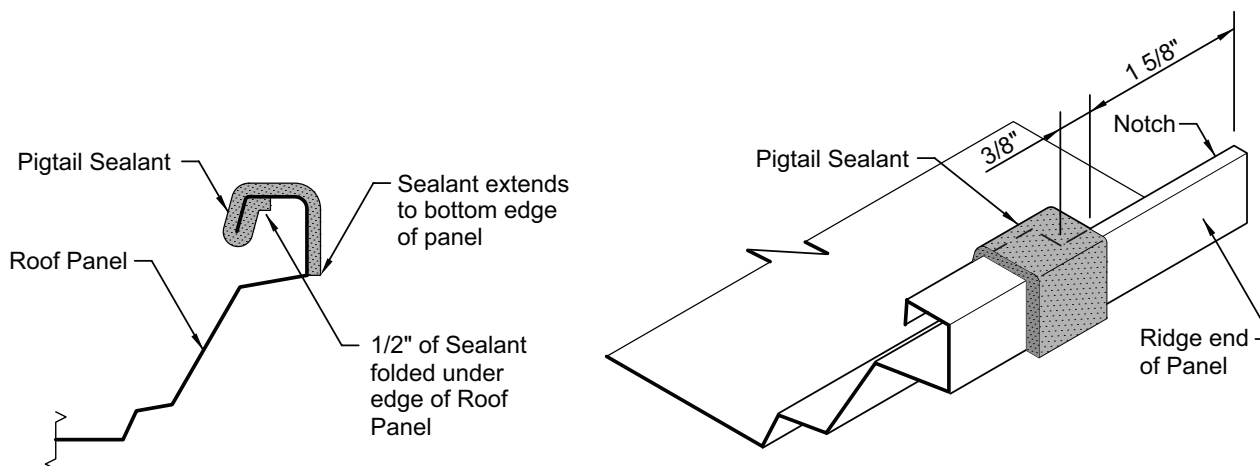 Pigtail Sealant
Roof Panel
Sealant extends
to bottom edge
of panel
1/2" of Sealant
folded under
edge of Roof
Panel
1 5/8"
3/8"
Notch
Pigtail Sealant
Ridge end
of Panel